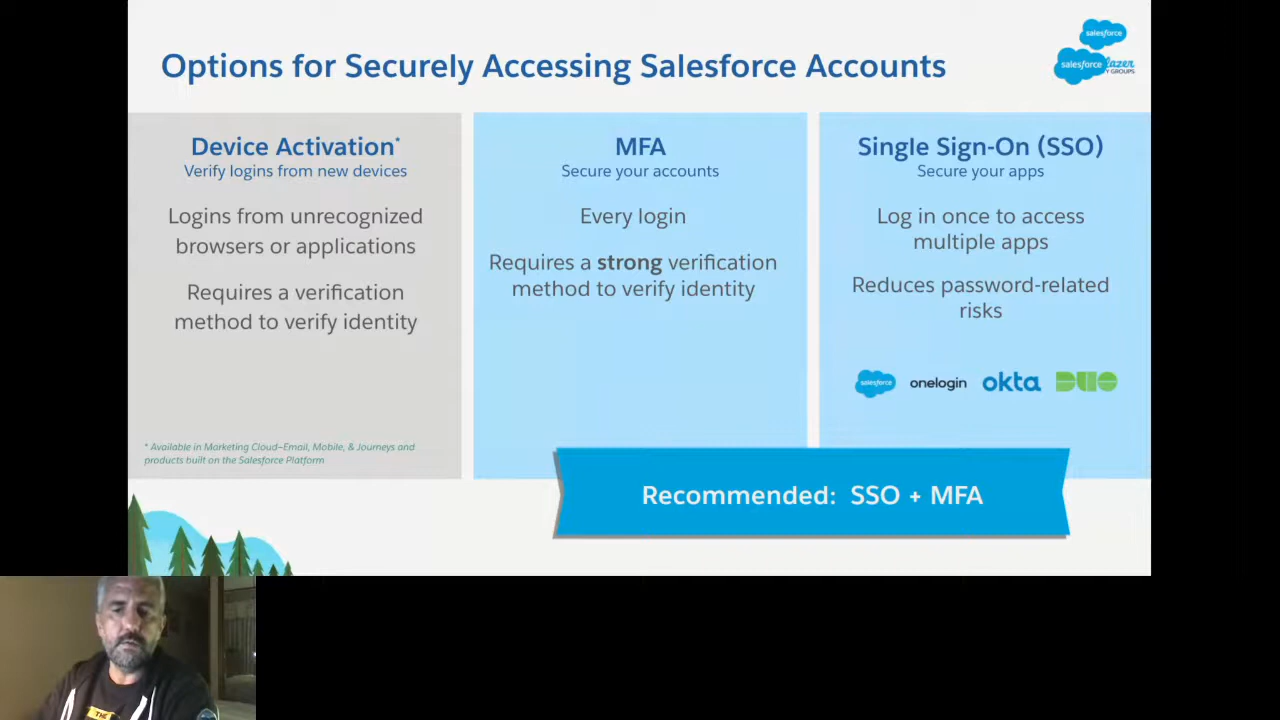 Options for Securely Accessing Salesforce Accounts
salesforce
salesforce
Y GROUPS
Device Activation*
Verify logins from new devices
Logins from unrecognized
browsers or applications
Requires a verification
method to verify identity
* Available in Marketing Cloud—Email, Mobile, & Journeys and
products built on the Salesforce Platform
MFA
Secure your accounts
Every login
Requires a strong verification
method to verify identity
Single Sign-On (SSO)
Secure your apps
Log in once to access
multiple apps
Reduces password-related
risks
salesforce onelogin okta DUO
Recommended: SSO + MFA
THE